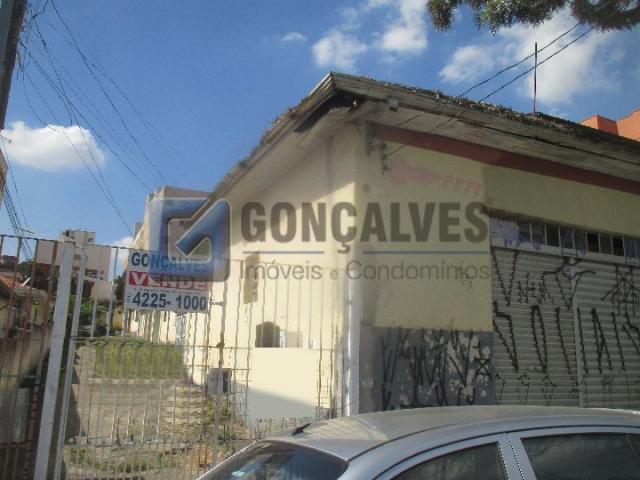 GONÇALVES
Imóveis e Condomínios
GONÇALVES
VENDE
4225-1000